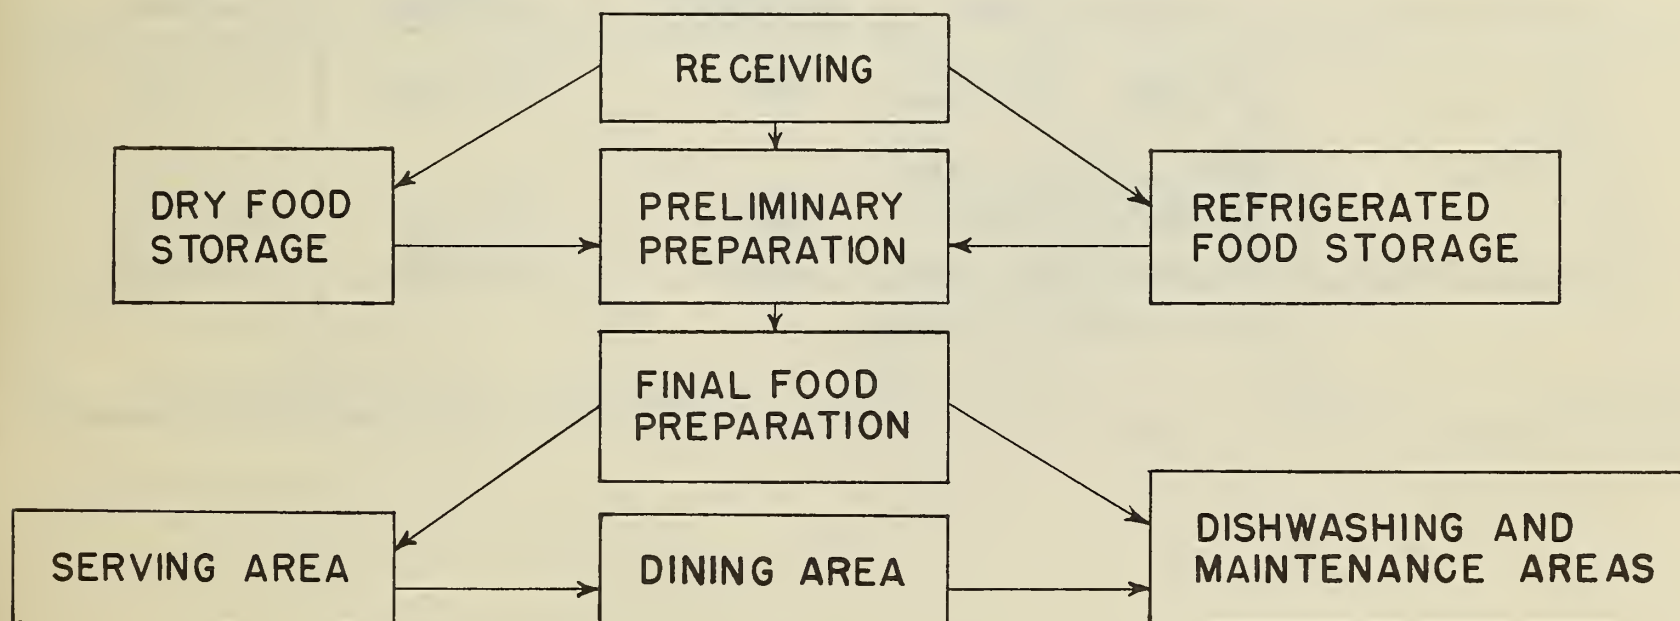 RECEIVING
DRY FOOD
STORAGE
PRELIMINARY
PREPARATION
REFRIGERATED
FOOD STORAGE
FINAL FOOD
PREPARATION
SERVING AREA
DINING AREA
DISHWASHING AND
MAINTENANCE AREAS